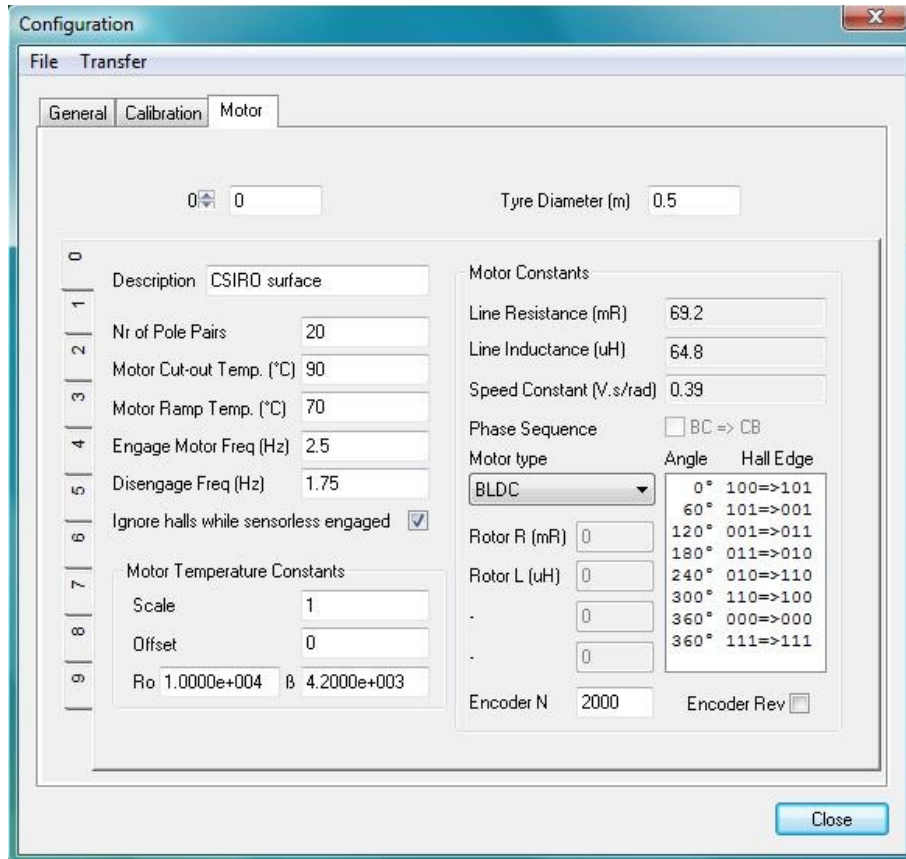 Configuration
File Transfer
General Calibration Motor
0 0
Tyre Diameter (m) 0.5
0
1
2
3
4
5
6
7
8
9
Description CSIRO surface
Nr of Pole Pairs 20
Motor Cut-out Temp. (°C) 90
Motor Ramp Temp. (°C) 70
Engage Motor Freq (Hz) 2.5
Disengage Freq (Hz) 1.75
Ignore halls while sensorless engaged
Motor Temperature Constants
Scale 1
Offset 0
Ro 1.0000e+004 ß 4.2000e+003
Motor Constants
Line Resistance (mR) 69.2
Line Inductance (uH) 64.8
Speed Constant (V.s/rad) 0.39
Phase Sequence BC => CB
Motor type
BLDC
Rotor R (mR) 0
Rotor L (uH) 0
- 0
- 0
Angle Hall Edge
0° 100=>101
60° 101=>001
120° 001=>011
180° 011=>010
240° 010=>110
300° 110=>100
360° 000=>000
360° 111=>111
Encoder N 2000 Encoder Rev
Close